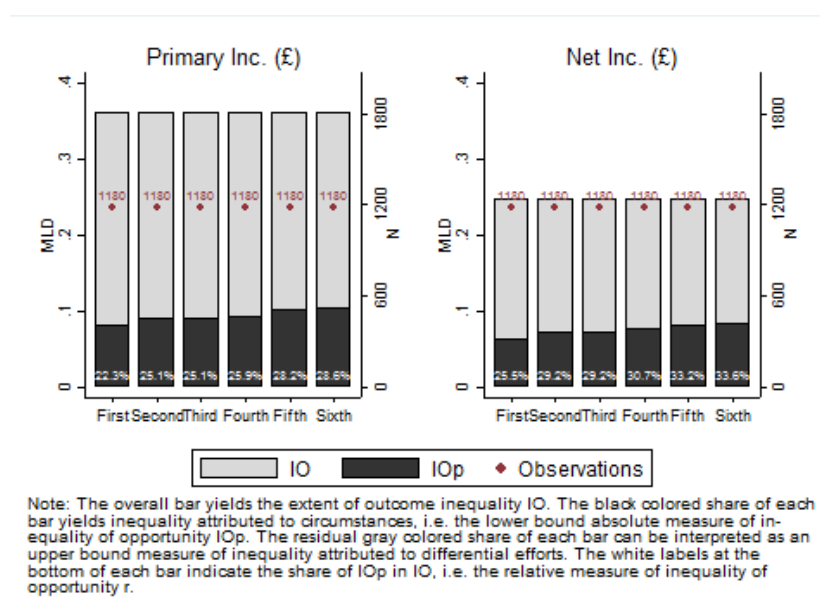 Primary Inc. (£)
.4
.3
.2
.1
0
MLD
1800
1200
600
0
N
1180 1180 1180 1180 1180 1180
22.3% 25.1% 25.1% 25.9% 28.2% 28.6%
First Second Third Fourth Fifth Sixth
Net Inc. (£)
.4
.3
.2
.1
0
MLD
1800
1200
600
0
N
1180 1180 1180 1180 1180 1180
25.5% 29.2% 29.2% 30.7% 33.2% 33.6%
First Second Third Fourth Fifth Sixth
IO IOp Observations
Note: The overall bar yields the extent of outcome inequality IO. The black colored share of each
bar yields inequality attributed to circumstances, i.e. the lower bound absolute measure of in-
equality of opportunity IOp. The residual gray colored share of each bar can be interpreted as an
upper bound measure of inequality attributed to differential efforts. The white labels at the
bottom of each bar indicate the share of IOp in IO, i.e. the relative measure of inequality of
opportunity r.